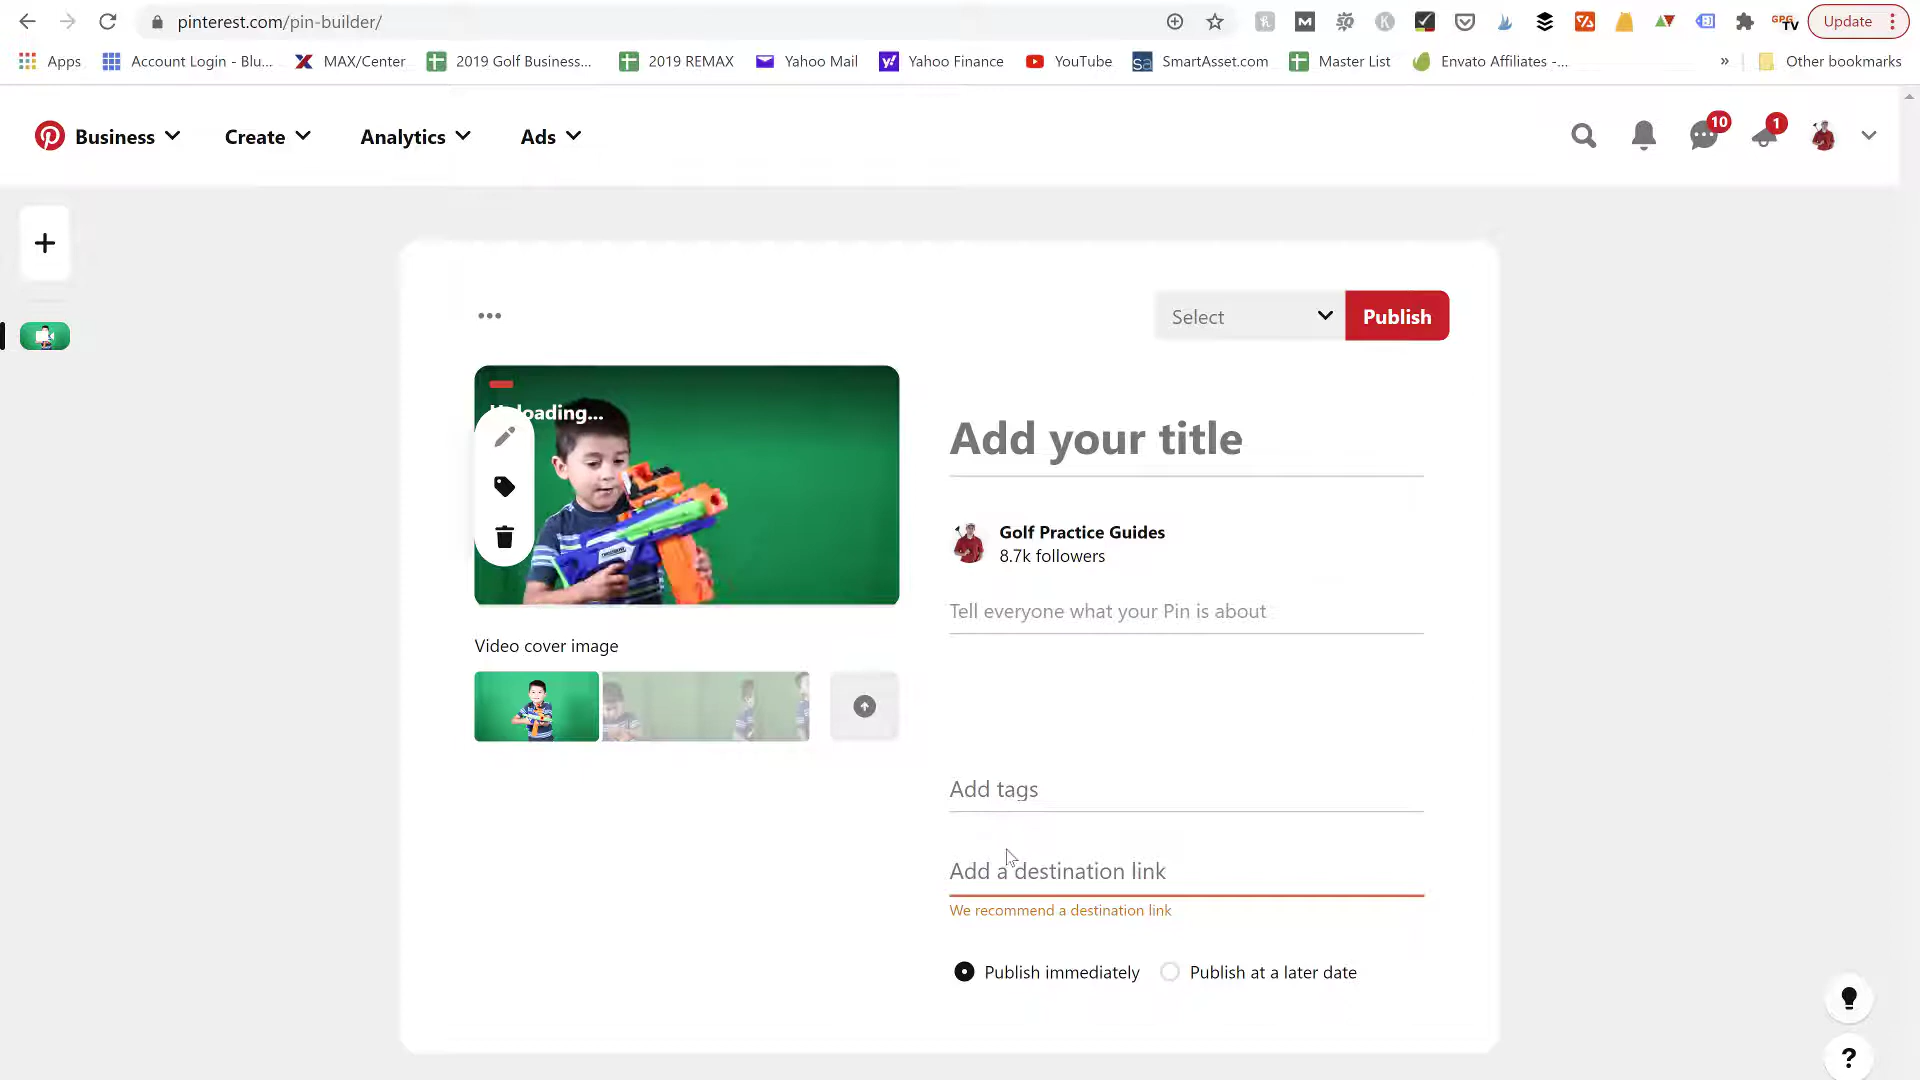 pinterest.com/pin-builder/
Update
Apps
Account Login - Blu...
MAX/Center
2019 Golf Business...
2019 REMAX
Yahoo Mail
Yahoo Finance
YouTube
SmartAsset.com
Master List
Envato Affiliates -...
»
Other bookmarks
Business
Create
Analytics
Ads
10
1
Select
Publish
Uploading...
Add your title
Golf Practice Guides
8.7k followers
Tell everyone what your Pin is about
Video cover image
Add tags
Add a destination link
We recommend a destination link
Publish immediately
Publish at a later date
?